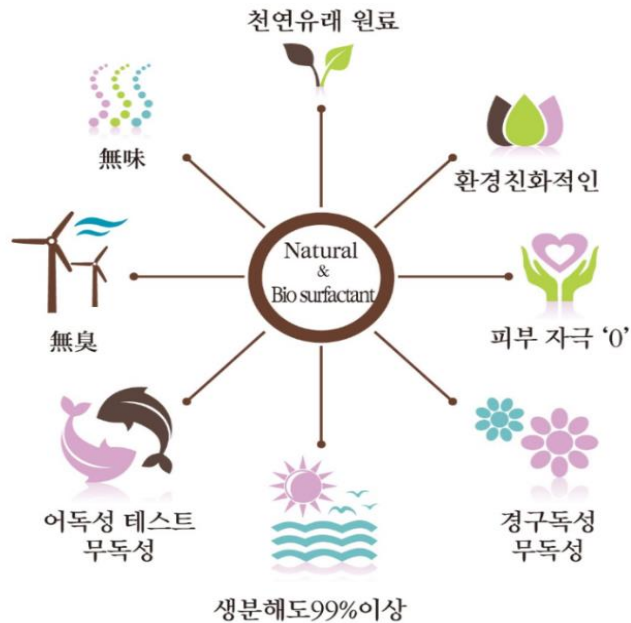 천연유래 원료
無味
환경친화적인
Natural
&
Bio surfactant
無臭
피부 자극 ‘0’
어독성 테스트
무독성
경구독성
무독성
생분해도99%이상